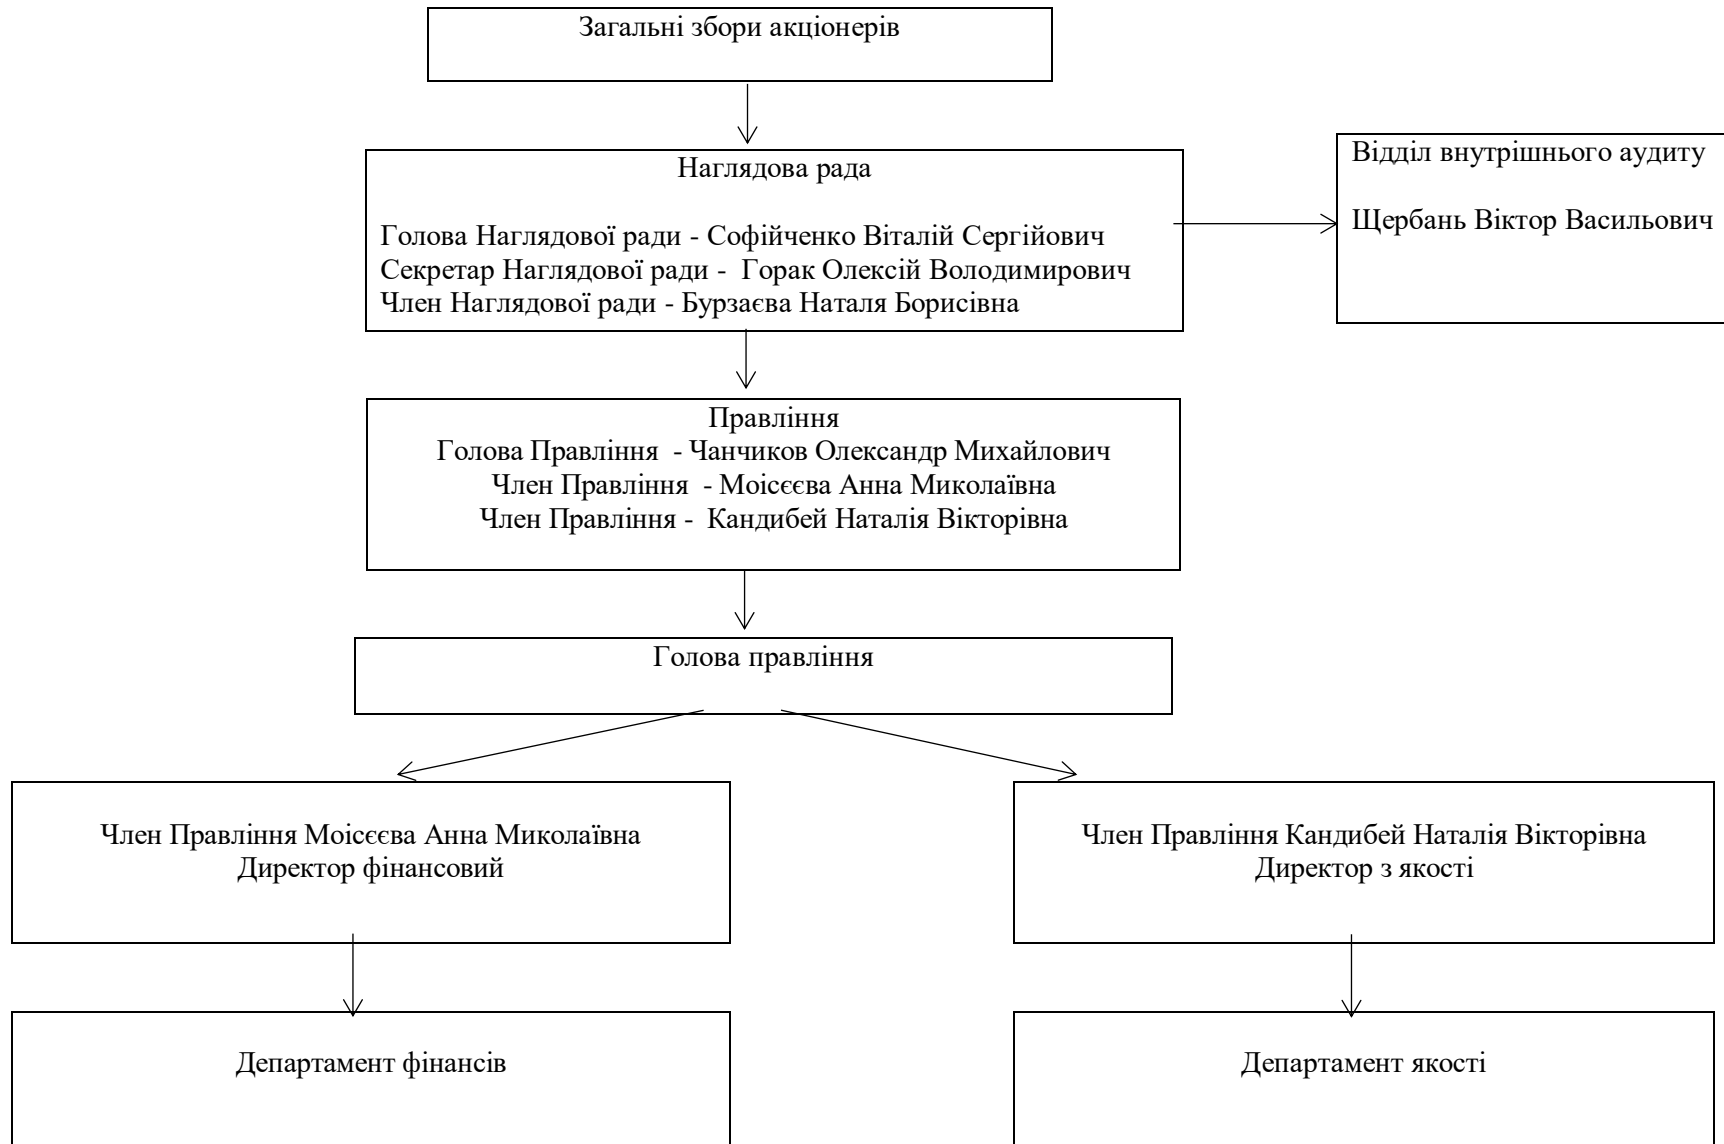 Загальні збори акціонерів
Наглядова рада
Голова Наглядової ради - Софійченко Віталій Сергійович
Секретар Наглядової ради -  Горак Олексій Володимирович
Член Наглядової ради - Бурзаєва Наталя Борисівна
Відділ внутрішнього аудиту
Щербань Віктор Васильович
Правління
Голова Правління  - Чанчиков Олександр Михайлович
Член Правління  - Моісєєва Анна Миколаївна
Член Правління -  Кандибей Наталія Вікторівна
Голова правління
Член Правління Моісєєва Анна Миколаївна
Директор фінансовий
Член Правління Кандибей Наталія Вікторівна
Директор з якості
Департамент фінансів
Департамент якості